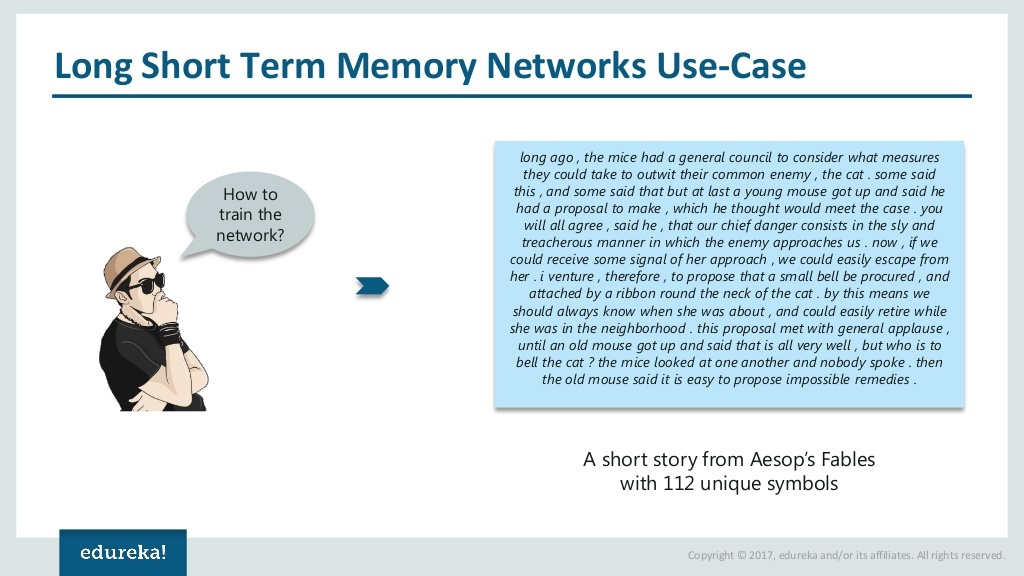 Long Short Term Memory Networks Use-Case
How to
train the
network?
long ago , the mice had a general council to consider what measures
they could take to outwit their common enemy , the cat . some said
this , and some said that but at last a young mouse got up and said he
had a proposal to make , which he thought would meet the case . you
will all agree , said he , that our chief danger consists in the sly and
treacherous manner in which the enemy approaches us . now , if we
could receive some signal of her approach , we could easily escape from
her . i venture , therefore , to propose that a small bell be procured , and
attached by a ribbon round the neck of the cat . by this means we
should always know when she was about , and could easily retire while
she was in the neighborhood . this proposal met with general applause ,
until an old mouse got up and said that is all very well , but who is to
bell the cat ? the mice looked at one another and nobody spoke . then
the old mouse said it is easy to propose impossible remedies .
A short story from Aesop’s Fables
with 112 unique symbols
edureka!
Copyright © 2017, edureka and/or its affiliates. All rights reserved.